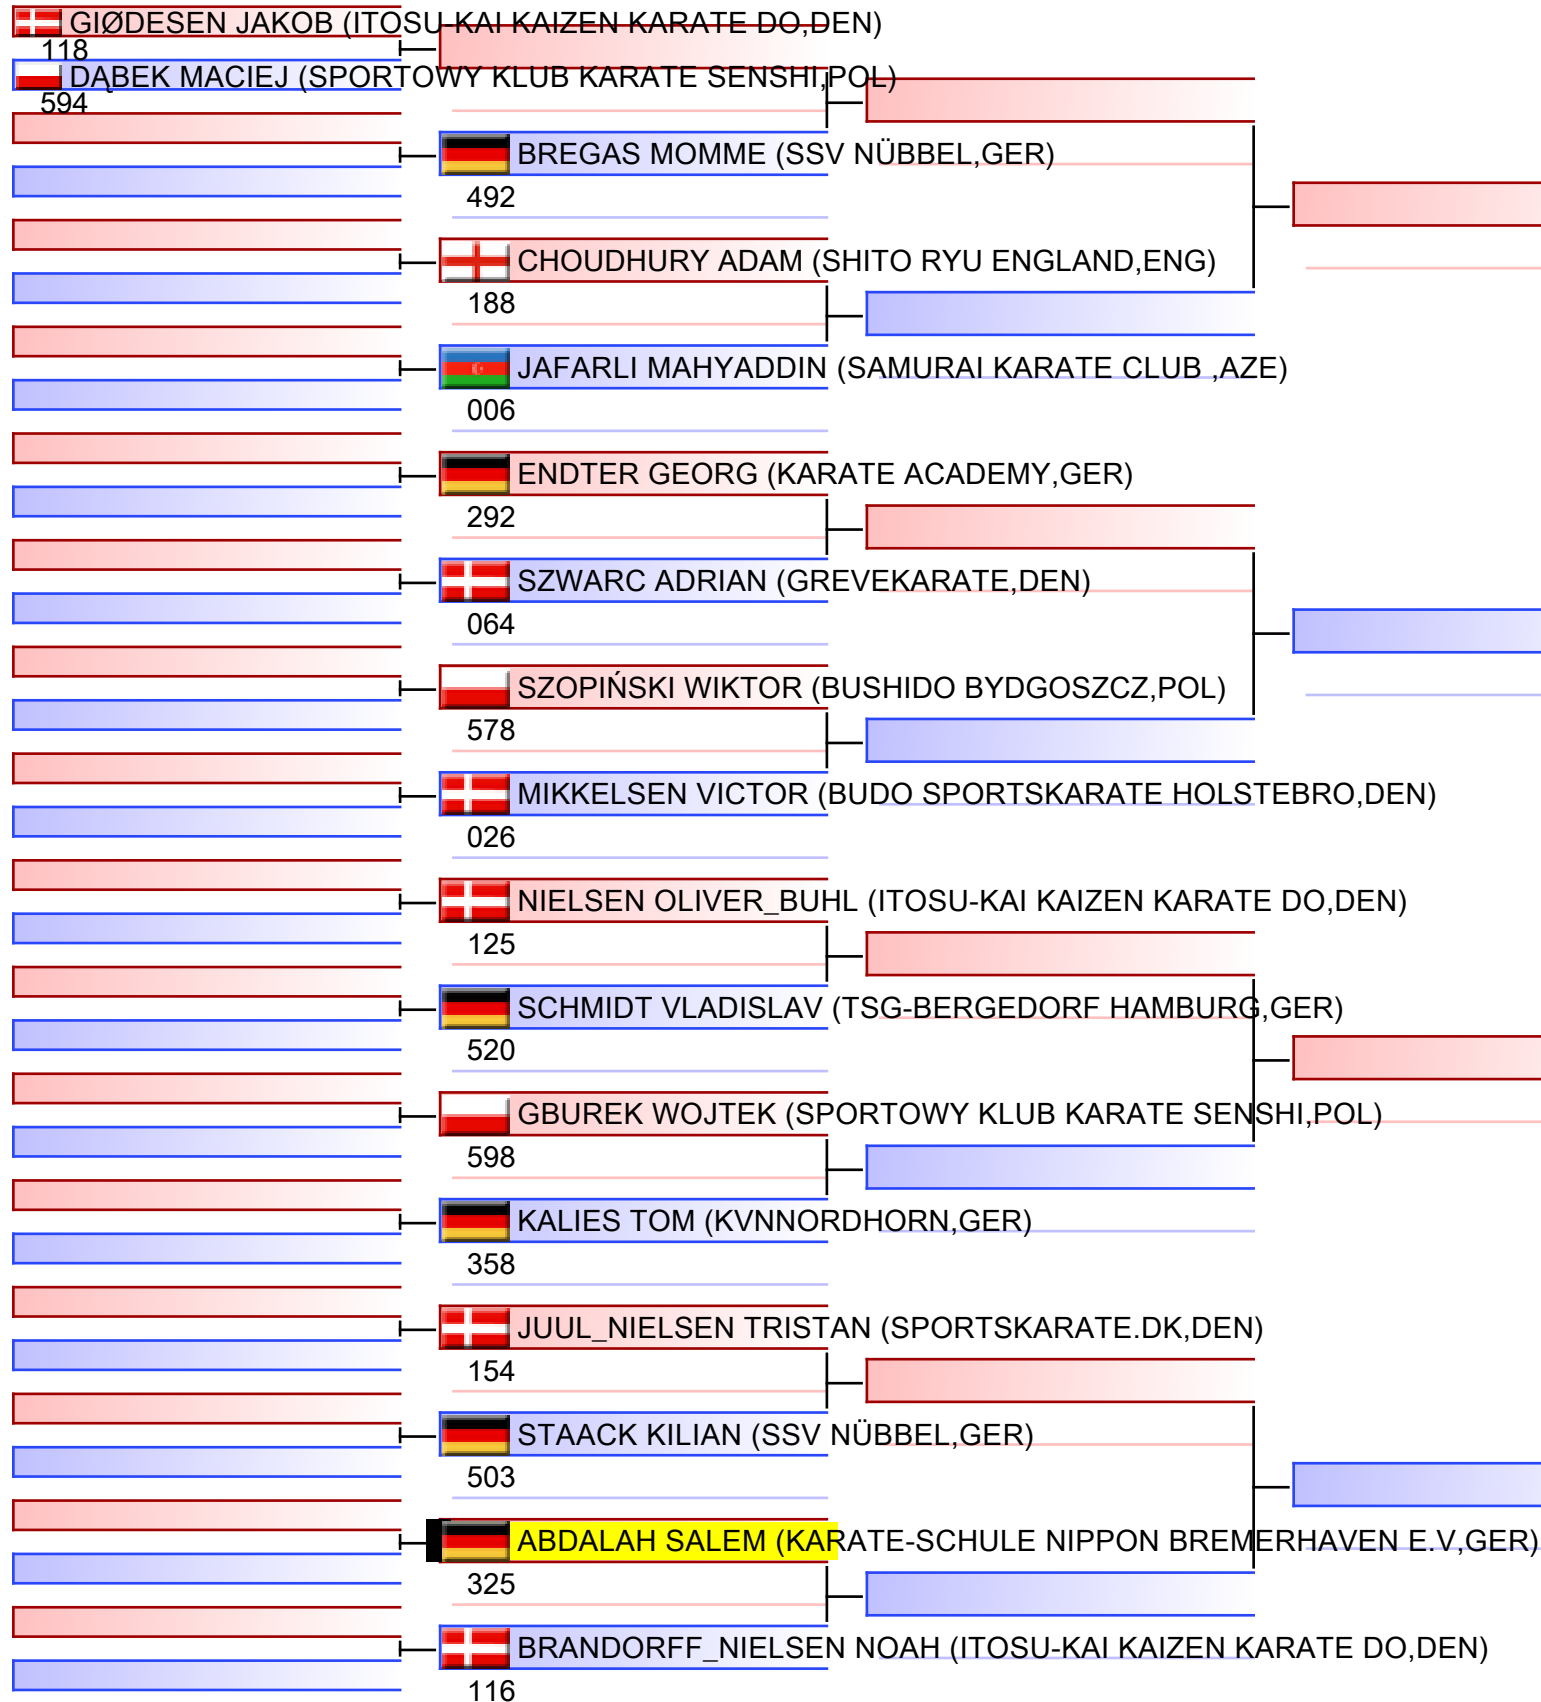 GIØDESEN JAKOB (ITOSU-KAI KAIZEN KARATE DO,DEN)
118
DĄBEK MACIEJ (SPORTOWY KLUB KARATE SENSHI,POL)
594
BREGAS MOMME (SSV NÜBBEL,GER)
492
CHOUDHURY ADAM (SHITO RYU ENGLAND,ENG)
188
JAFARLI MAHYADDIN (SAMURAI KARATE CLUB ,AZE)
006
ENDTER GEORG (KARATE ACADEMY,GER)
292
SZWARC ADRIAN (GREVEKARATE,DEN)
064
SZOPIŃSKI WIKTOR (BUSHIDO BYDGOSZCZ,POL)
578
MIKKELSEN VICTOR (BUDO SPORTSKARATE HOLSTEBRO,DEN)
026
NIELSEN OLIVER_BUHL (ITOSU-KAI KAIZEN KARATE DO,DEN)
125
SCHMIDT VLADISLAV (TSG-BERGEDORF HAMBURG,GER)
520
GBUREK WOJTEK (SPORTOWY KLUB KARATE SENSHI,POL)
598
KALIES TOM (KVNNORDHORN,GER)
358
JUUL_NIELSEN TRISTAN (SPORTSKARATE.DK,DEN)
154
STAACK KILIAN (SSV NÜBBEL,GER)
503
ABDALAH SALEM (KARATE-SCHULE NIPPON BREMERHAVEN E.V,GER)
325
BRANDORFF_NIELSEN NOAH (ITOSU-KAI KAIZEN KARATE DO,DEN)
116